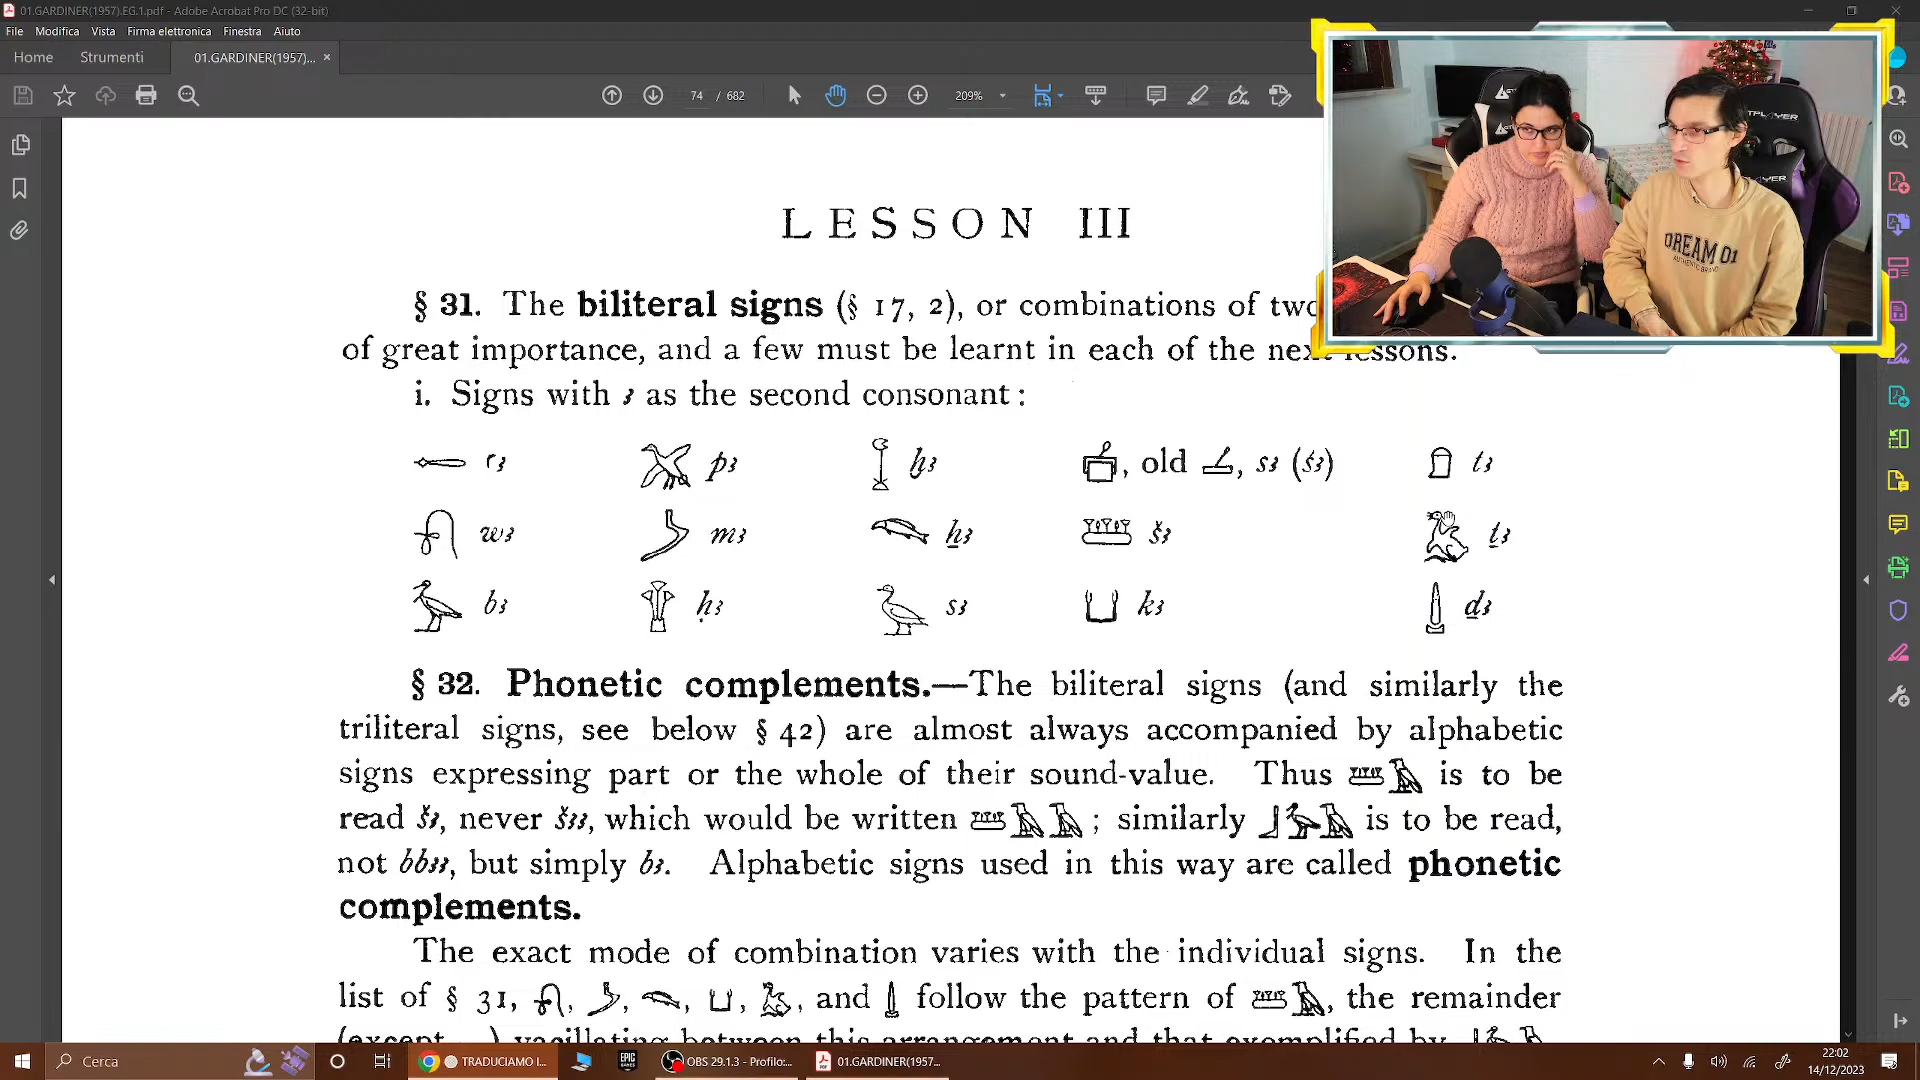 01.GARDINER(1957).EG.1.pdf - Adobe Acrobat Pro DC (32-bit)
File Modifica Vista Firma elettronica Finestra Aiuto
Home Strumenti 01.GARDINER(1957)... ×
74 / 682 209%
DREAM 01
AUTHENTIC BRAND
LESSON III
§ 31. The biliteral signs (§ 17, 2), or combinations of two
of great importance, and a few must be learnt in each of the next lessons.
i. Signs with ꜣ as the second consonant:
rꜣ pꜣ ḫꜣ , old , sꜣ (śꜣ) tꜣ
wꜣ mꜣ ẖꜣ šꜣ ṯꜣ
bꜣ ḥꜣ sꜣ kꜣ ḏꜣ
§ 32. Phonetic complements.—The biliteral signs (and similarly the
triliteral signs, see below § 42) are almost always accompanied by alphabetic
signs expressing part or the whole of their sound-value. Thus is to be
read šꜣ, never šꜣꜣ, which would be written ; similarly is to be read,
not bbꜣꜣ, but simply bꜣ. Alphabetic signs used in this way are called phonetic
complements.
The exact mode of combination varies with the individual signs. In the
list of § 31, , , , , , and follow the pattern of , the remainder
(except ) vacillating between this arrangement and that exemplified by
Cerca TRADUCIAMO I... OBS 29.1.3 - Profilo:... 01.GARDINER(1957...
22:02
14/12/2023